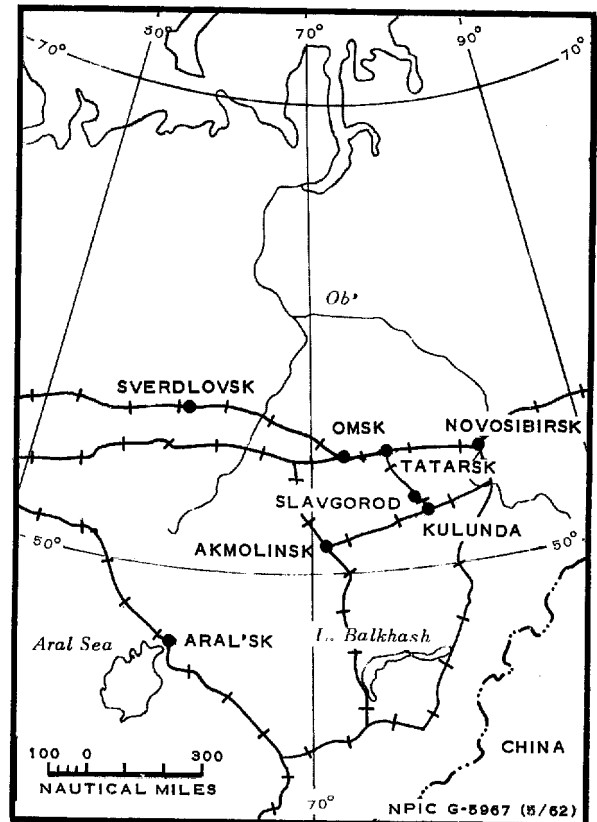 50° 70° 90°
70° 70°
Ob'
SVERDLOVSK
OMSK
NOVOSIBIRSK
TATARSK
SLAVGOROD
KULUNDA
AKMOLINSK
50° 50°
Aral Sea
ARAL'SK
L. Balkhash
CHINA
100 0 300
NAUTICAL MILES
70°
NPIC G-5967 (5/62)